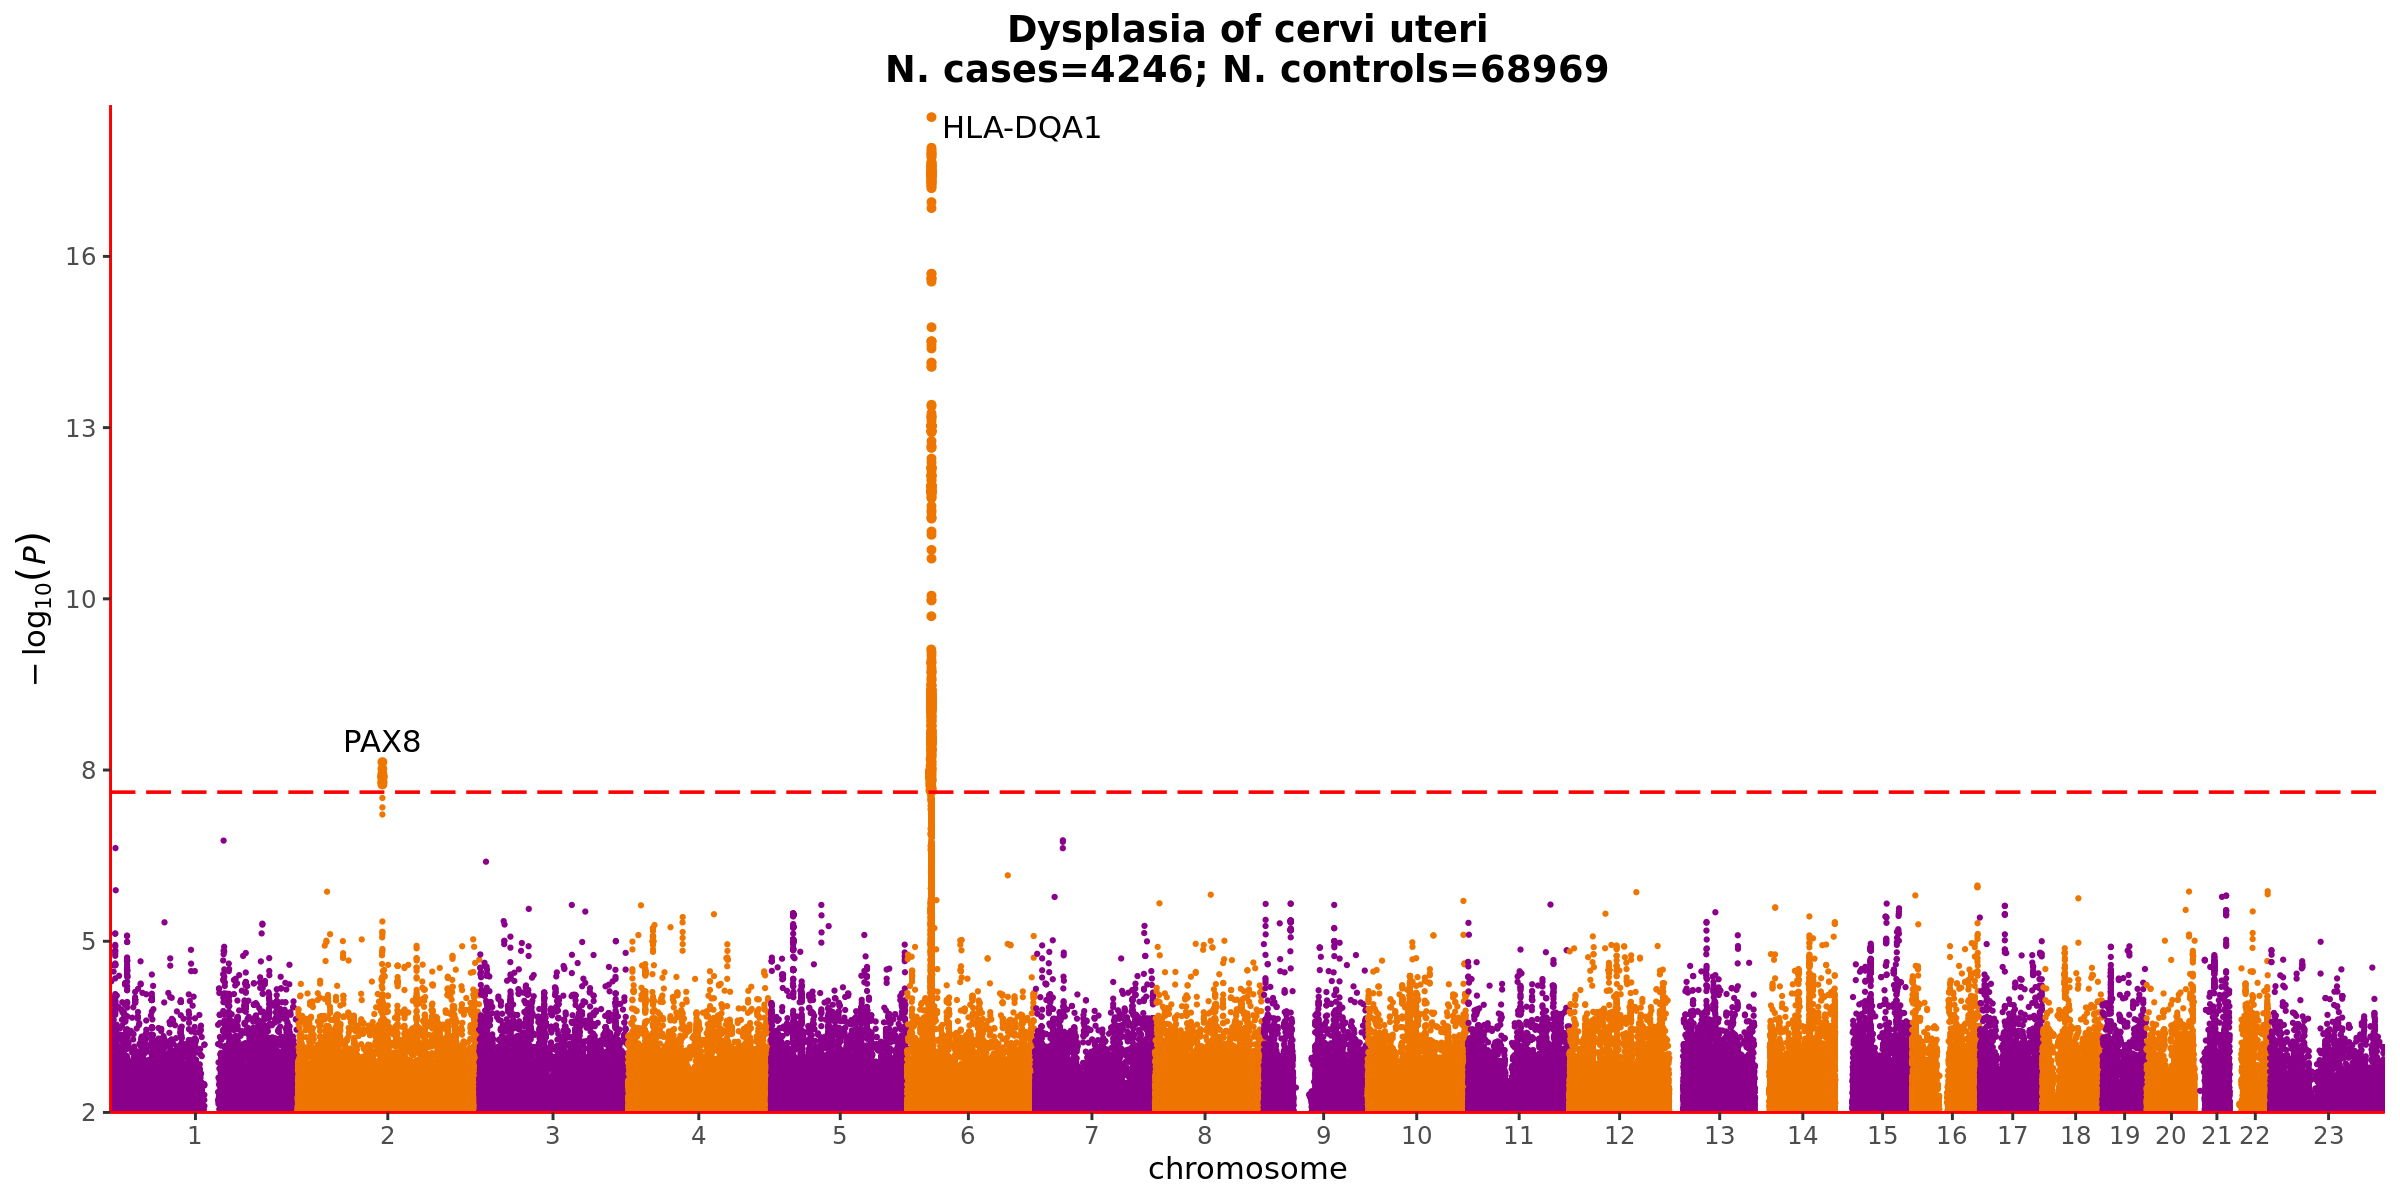 Dysplasia of cervi uteri
N. cases=4246; N. controls=68969
HLA-DQA1
16
13
10
PAX8
8
5
2
−log10(P)
1 2 3 4 5 6 7 8 9 10 11 12 13 14 15 16 17 18 19 20 21 22 23
chromosome